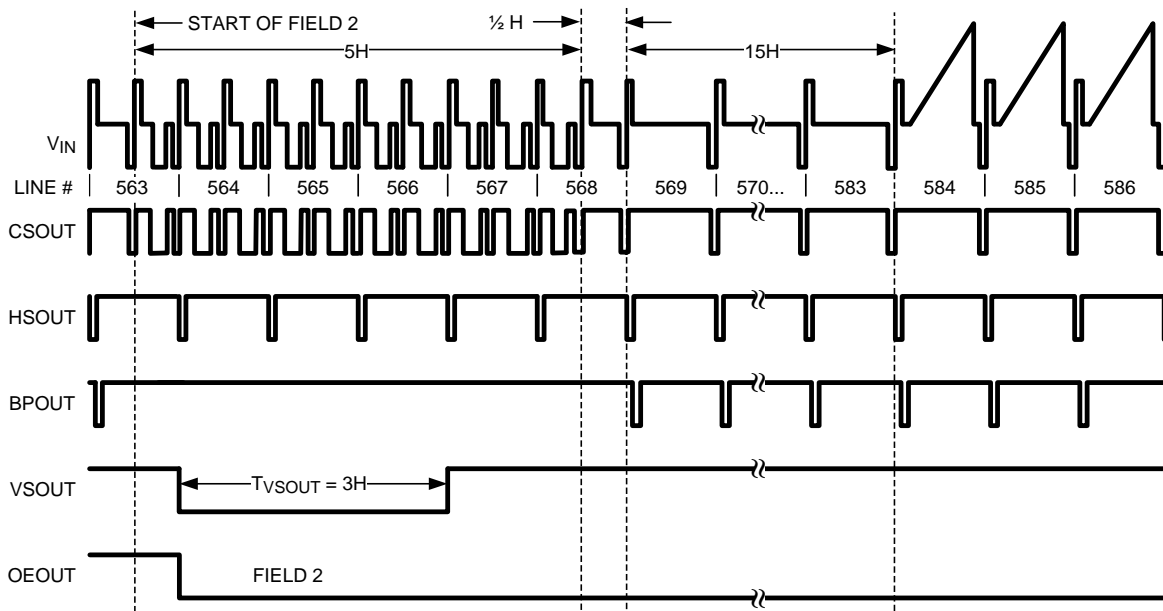 START OF FIELD 2
½ H
5H
15H
VIN
LINE # 563 564 565 566 567 568 569 570... 583 584 585 586
CSOUT
HSOUT
BPOUT
VSOUT
TVSOUT = 3H
OEOUT
FIELD 2